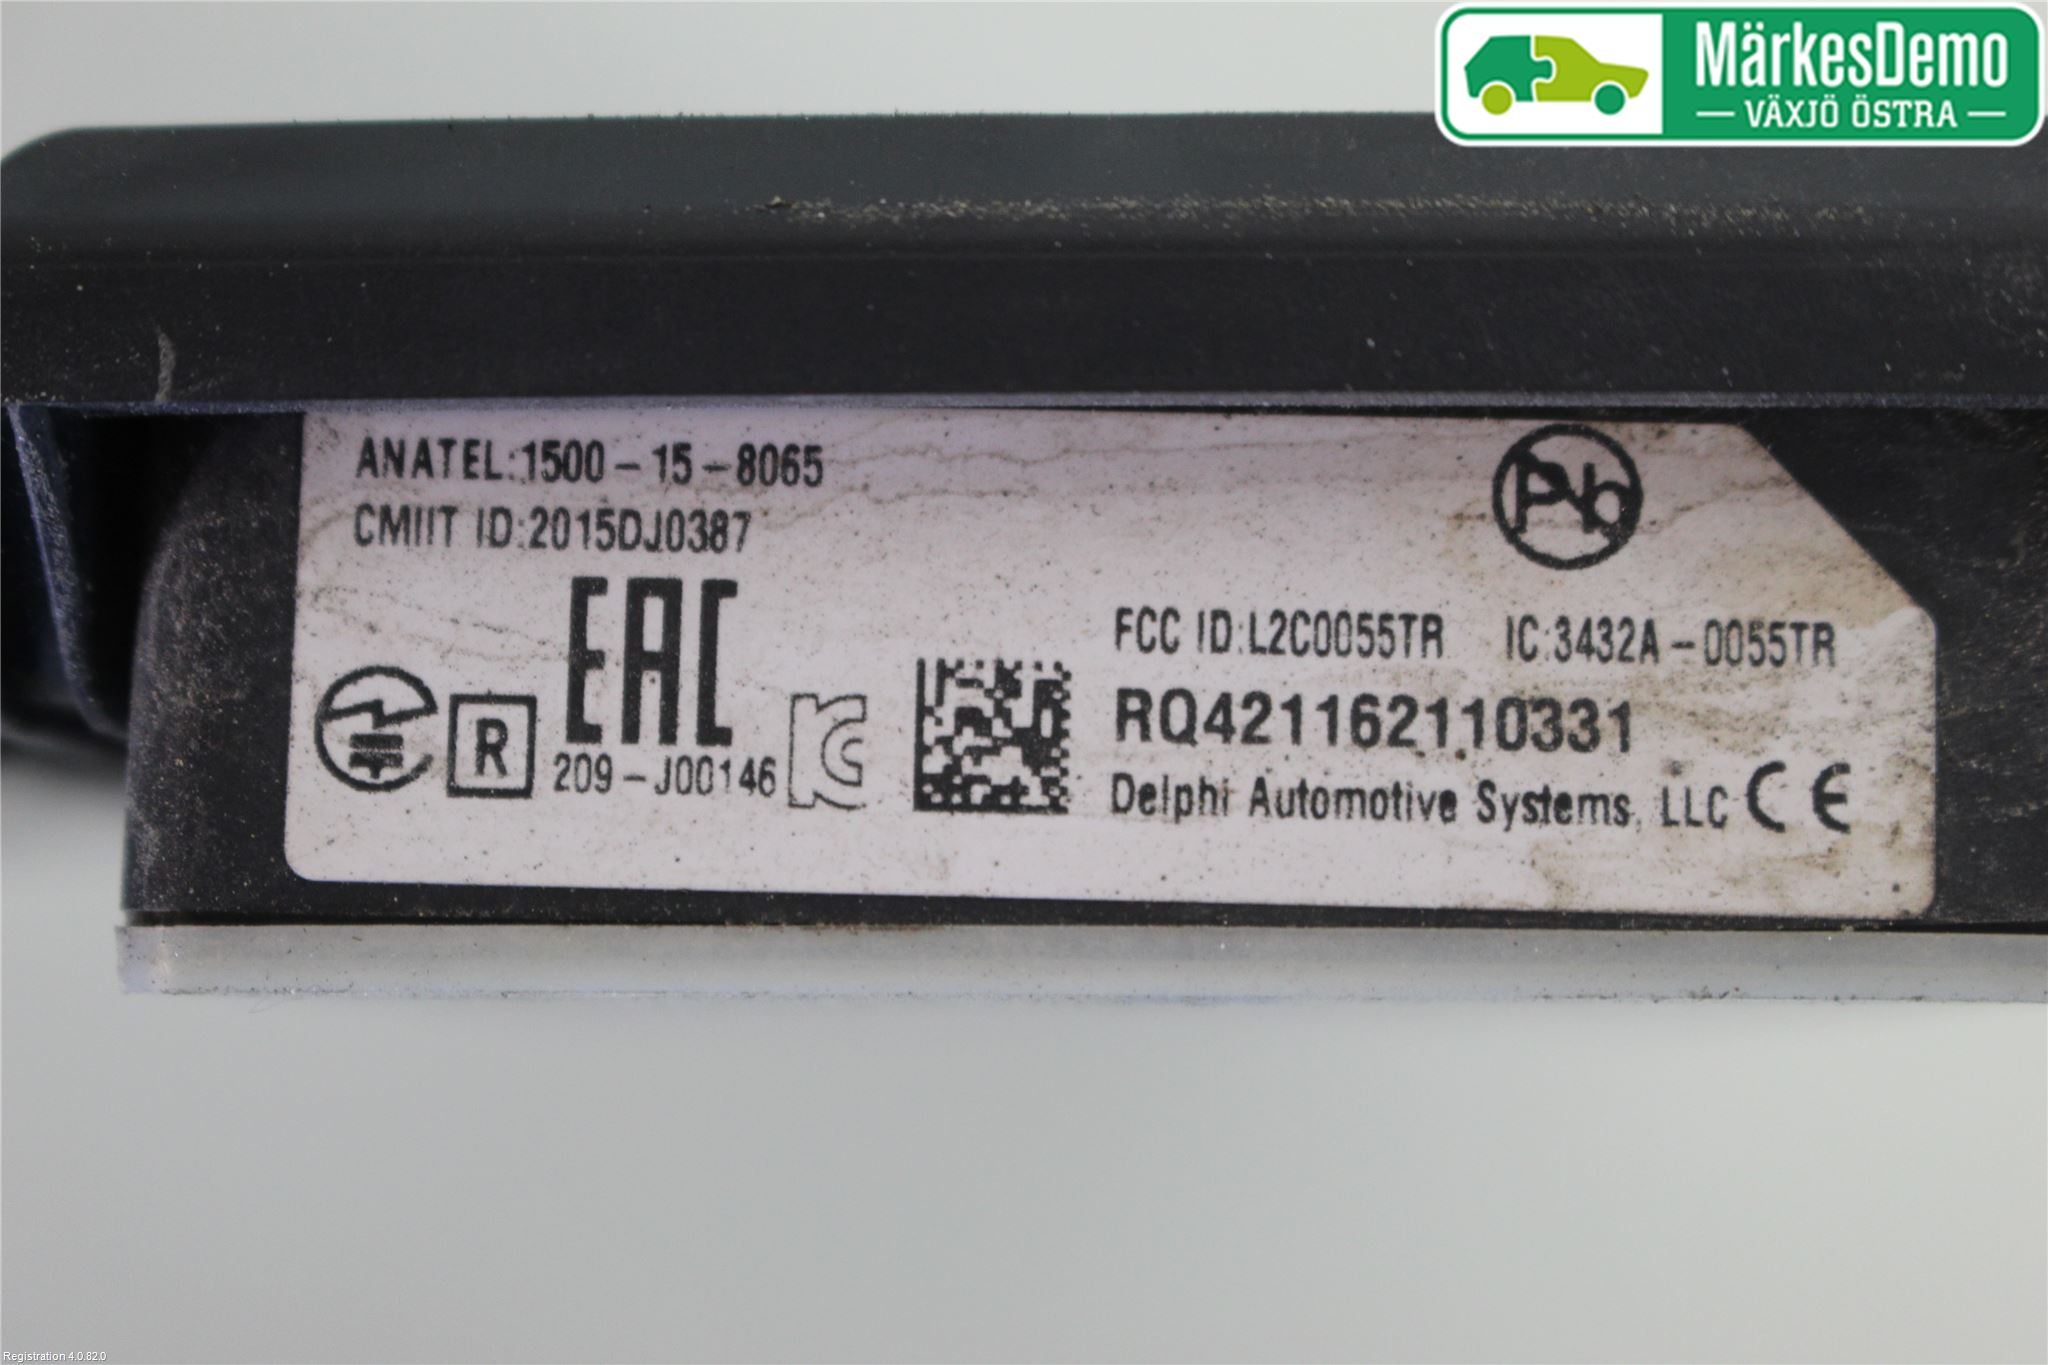 MärkesDemo
VÄXJÖ ÖSTRA
ANATEL:1500-15-8065
CMIIT ID:2015DJ0387
Pb
EAC
FCC ID:L2C0055TR IC:3432A-0055TR
R
209-J00146
RQ421162110331
Delphi Automotive Systems, LLC CE
Registration 4.0.82.0